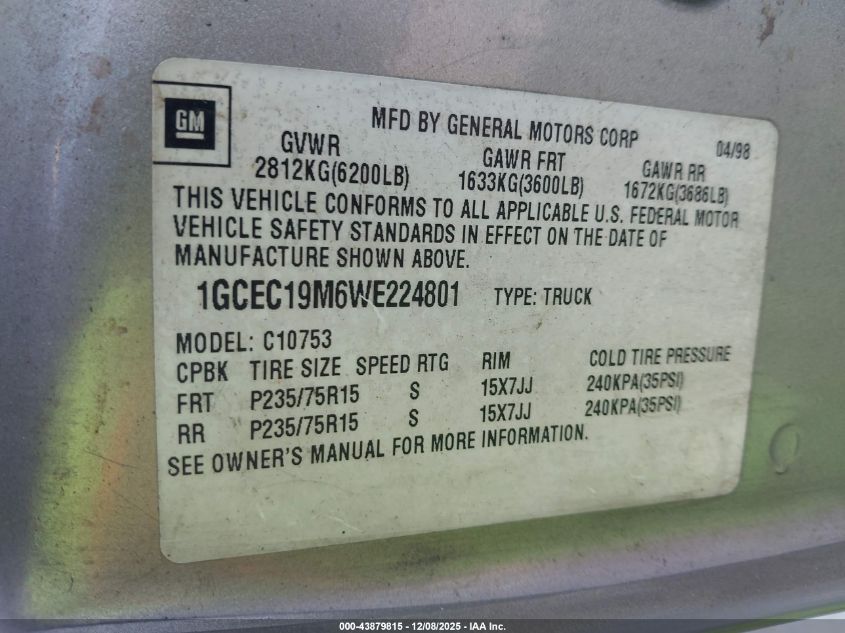 GM
MFD BY GENERAL MOTORS CORP 04/98
GVWR GAWR FRT GAWR RR
2812KG(6200LB) 1633KG(3600LB) 1672KG(3686LB)
THIS VEHICLE CONFORMS TO ALL APPLICABLE U.S. FEDERAL MOTOR
VEHICLE SAFETY STANDARDS IN EFFECT ON THE DATE OF
MANUFACTURE SHOWN ABOVE.
1GCEC19M6WE224801 TYPE: TRUCK
MODEL: C10753
CPBK TIRE SIZE SPEED RTG RIM COLD TIRE PRESSURE
FRT P235/75R15 S 15X7JJ 240KPA(35PSI)
RR P235/75R15 S 15X7JJ 240KPA(35PSI)
SEE OWNER'S MANUAL FOR MORE INFORMATION.
000-43879815 - 12/08/2025 - IAA Inc.